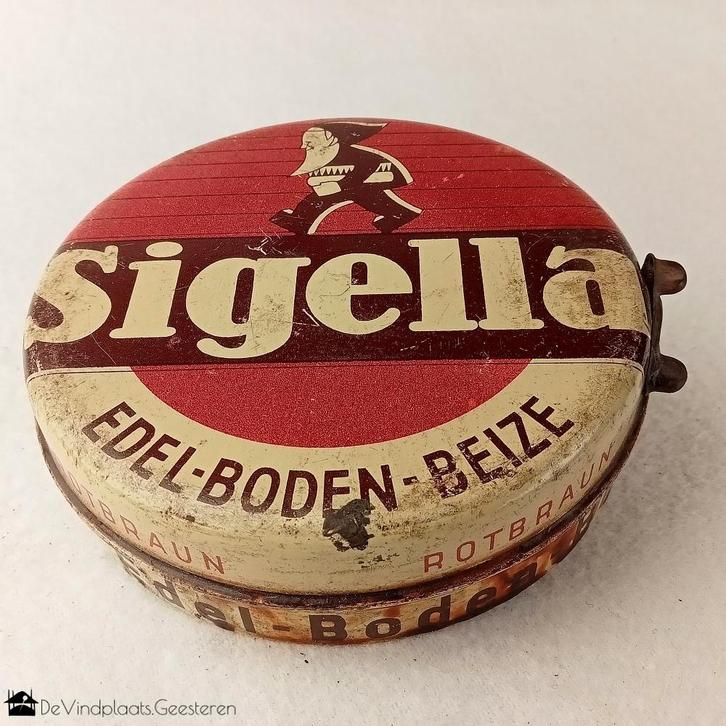 Sigella
EDEL-BODEN-BEIZE
ROTBRAUN ROTBRAUN
Edel-Boden-
DeVindplaats.Geesteren